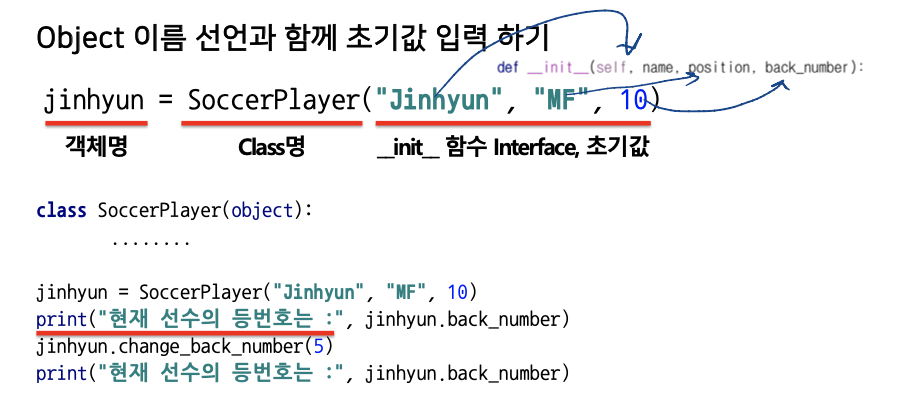 Object 이름 선언과 함께 초기값 입력 하기
def __init__(self, name, position, back_number):
jinhyun = SoccerPlayer("Jinhyun", "MF", 10)
객체명 Class명 __init__ 함수 Interface, 초기값
class SoccerPlayer(object):
........
jinhyun = SoccerPlayer("Jinhyun", "MF", 10)
print("현재 선수의 등번호는 :", jinhyun.back_number)
jinhyun.change_back_number(5)
print("현재 선수의 등번호는 :", jinhyun.back_number)